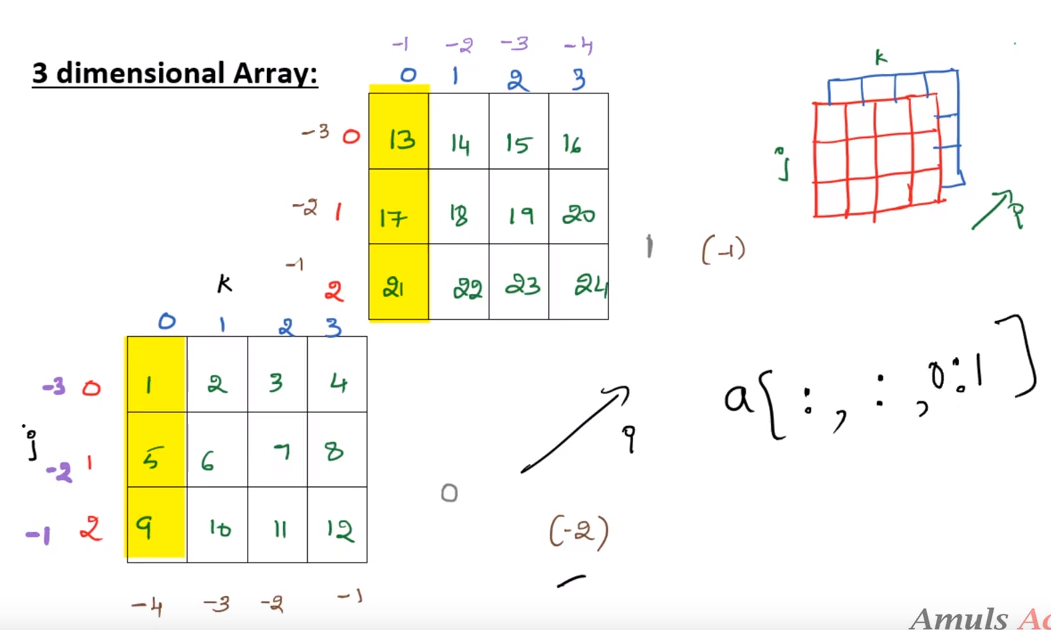 3 dimensional Array:
-1 -2 -3 -4
0 1 2 3
-3 0 13 14 15 16
-2 1 17 18 19 20
-1 2 21 22 23 24
1 (-1)
k
j
k
0 1 2 3
-3 0 1 2 3 4
j
-2 1 5 6 7 8
-1 2 9 10 11 12
-4 -3 -2 -1
0
(-2)
a[:, :, 0:1]
Amuls Ac